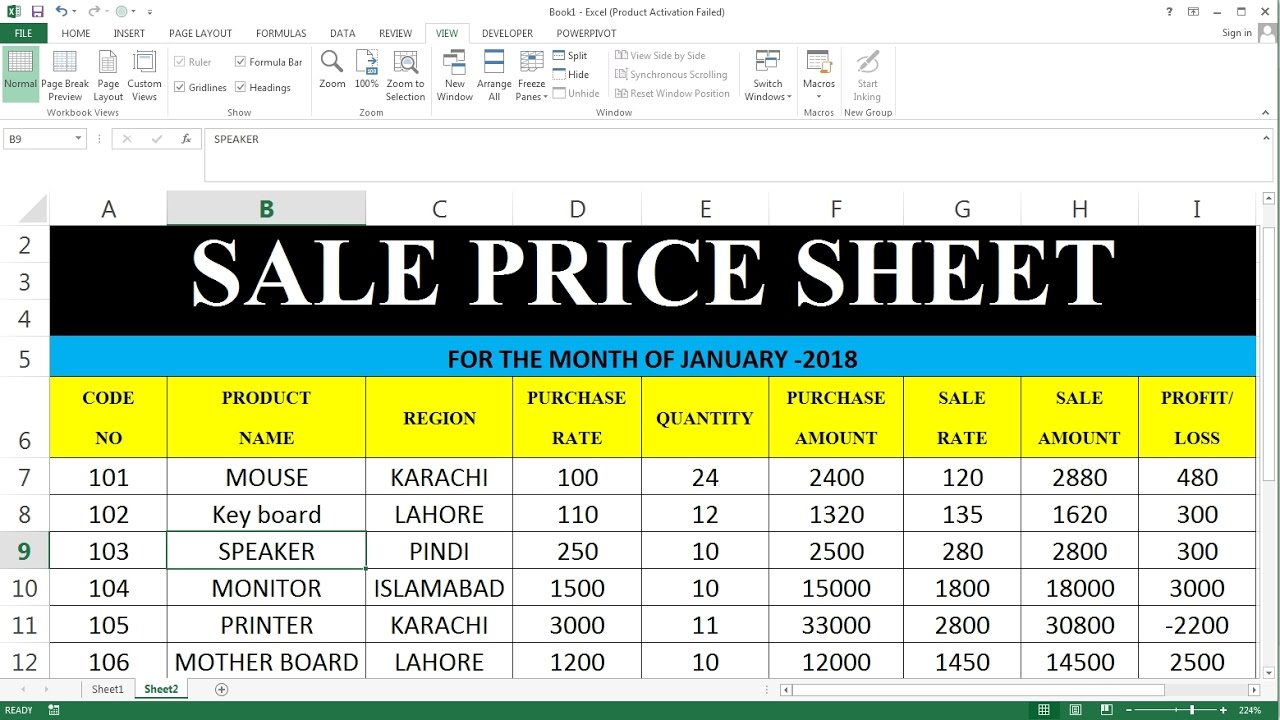 Book1 - Excel (Product Activation Failed)
FILE HOME INSERT PAGE LAYOUT FORMULAS DATA REVIEW VIEW DEVELOPER POWERPIVOT Sign in
Normal Page Break Preview Page Layout Custom Views
Workbook Views
Ruler Formula Bar
Gridlines Headings
Show
Zoom 100% Zoom to Selection
Zoom
New Window Arrange All Freeze Panes
Split
Hide
Unhide
View Side by Side
Synchronous Scrolling
Reset Window Position
Switch Windows
Window
Macros
Macros
Start Inking
New Group
B9 fx SPEAKER
A B C D E F G H I
2
3 SALE PRICE SHEET
4
5 FOR THE MONTH OF JANUARY -2018
CODE PRODUCT REGION PURCHASE QUANTITY PURCHASE SALE SALE PROFIT/
6 NO NAME RATE AMOUNT RATE AMOUNT LOSS
7 101 MOUSE KARACHI 100 24 2400 120 2880 480
8 102 Key board LAHORE 110 12 1320 135 1620 300
9 103 SPEAKER PINDI 250 10 2500 280 2800 300
10 104 MONITOR ISLAMABAD 1500 10 15000 1800 18000 3000
11 105 PRINTER KARACHI 3000 11 33000 2800 30800 -2200
12 106 MOTHER BOARD LAHORE 1200 10 12000 1450 14500 2500
Sheet1 Sheet2
READY 224%